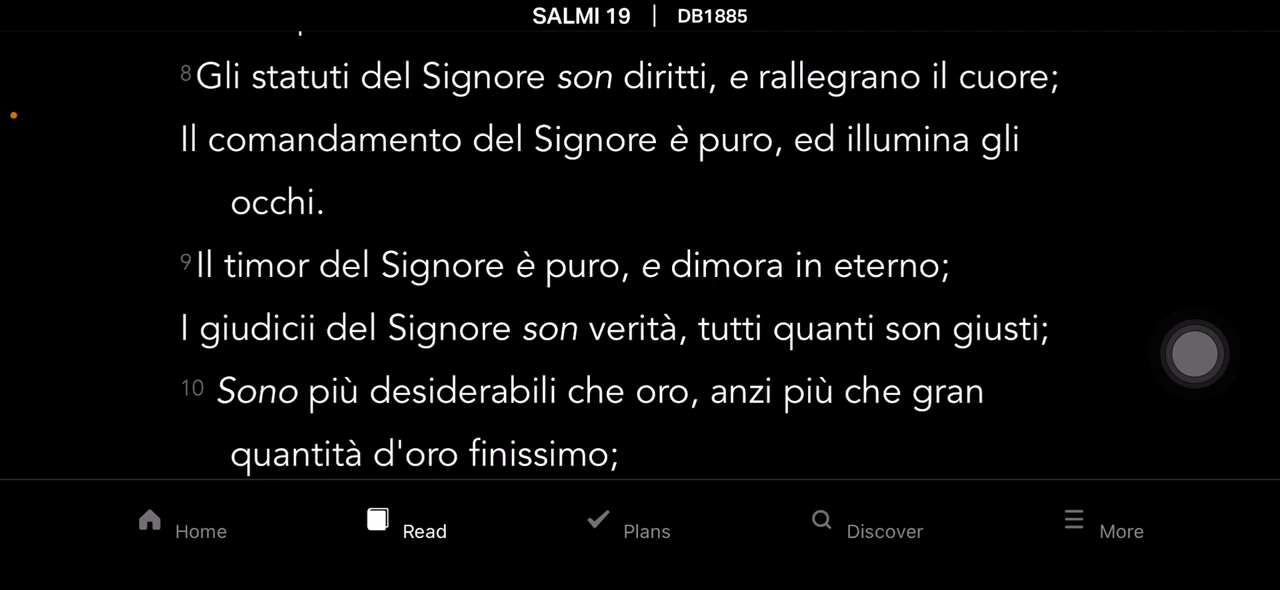 SALMI 19 | DB1885
8 Gli statuti del Signore son diritti, e rallegrano il cuore;
Il comandamento del Signore è puro, ed illumina gli
occhi.
9 Il timor del Signore è puro, e dimora in eterno;
I giudicii del Signore son verità, tutti quanti son giusti;
10 Sono più desiderabili che oro, anzi più che gran
quantità d'oro finissimo;
Home Read Plans Discover More